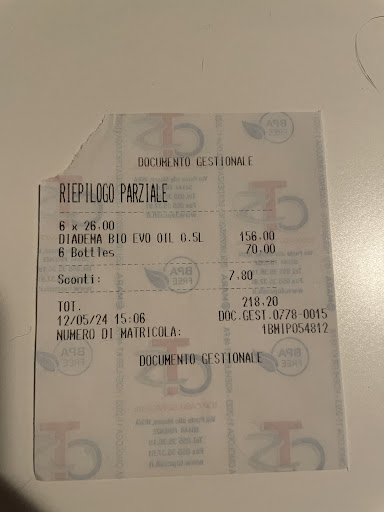 DOCUMENTO GESTIONALE
RIEPILOGO PARZIALE
6 x 26.00
DIADEMA BIO EVO OIL 0.5L 156.00
6 Bottles 70.00
Sconti: 7.80
TOT. 218.20
12/05/24 15:06 DOC.GEST.0778-0015
NUMERO DI MATRICOLA: 1BMIP054812
DOCUMENTO GESTIONALE